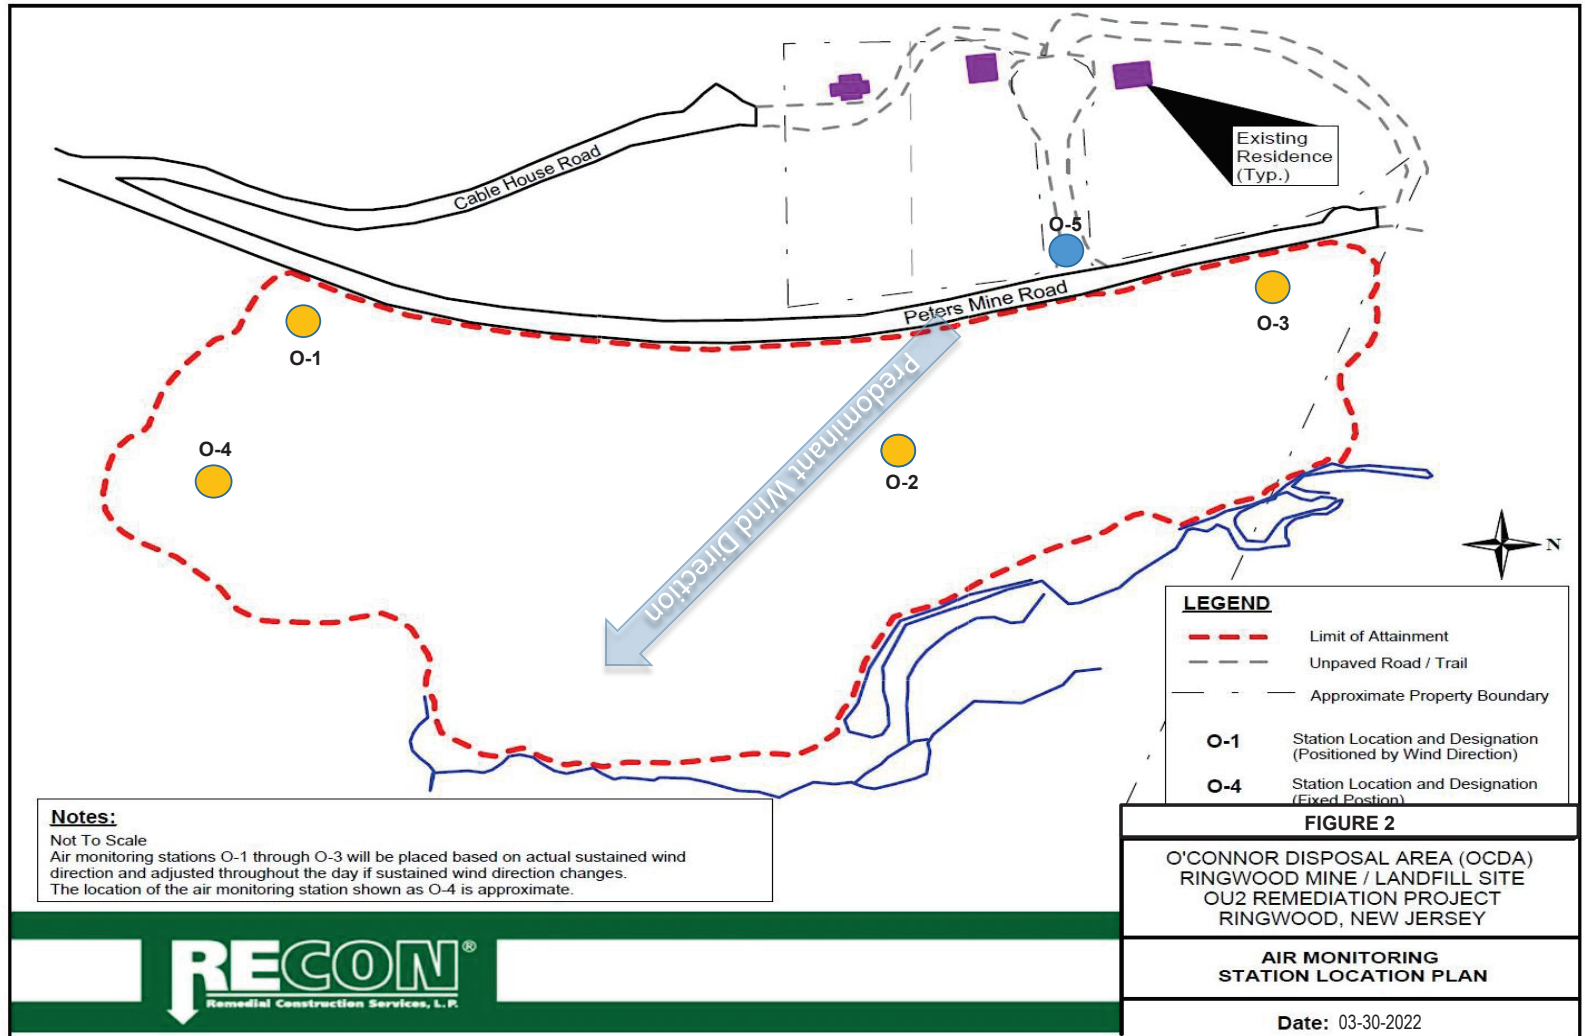 Cable House Road
Existing
Residence
(Typ.)
O-5
Peters Mine Road
O-3
O-1
Predominant Wind Direction
O-4
O-2
N
LEGEND
Limit of Attainment
Unpaved Road / Trail
Approximate Property Boundary
O-1
Station Location and Designation
(Positioned by Wind Direction)
O-4
Station Location and Designation
(Fixed Postion)
Notes:
Not To Scale
Air monitoring stations O-1 through O-3 will be placed based on actual sustained wind
direction and adjusted throughout the day if sustained wind direction changes.
The location of the air monitoring station shown as O-4 is approximate.
FIGURE 2
O'CONNOR DISPOSAL AREA (OCDA)
RINGWOOD MINE / LANDFILL SITE
OU2 REMEDIATION PROJECT
RINGWOOD, NEW JERSEY
AIR MONITORING
STATION LOCATION PLAN
Date: 03-30-2022
RECON®
Remedial Construction Services, L.P.